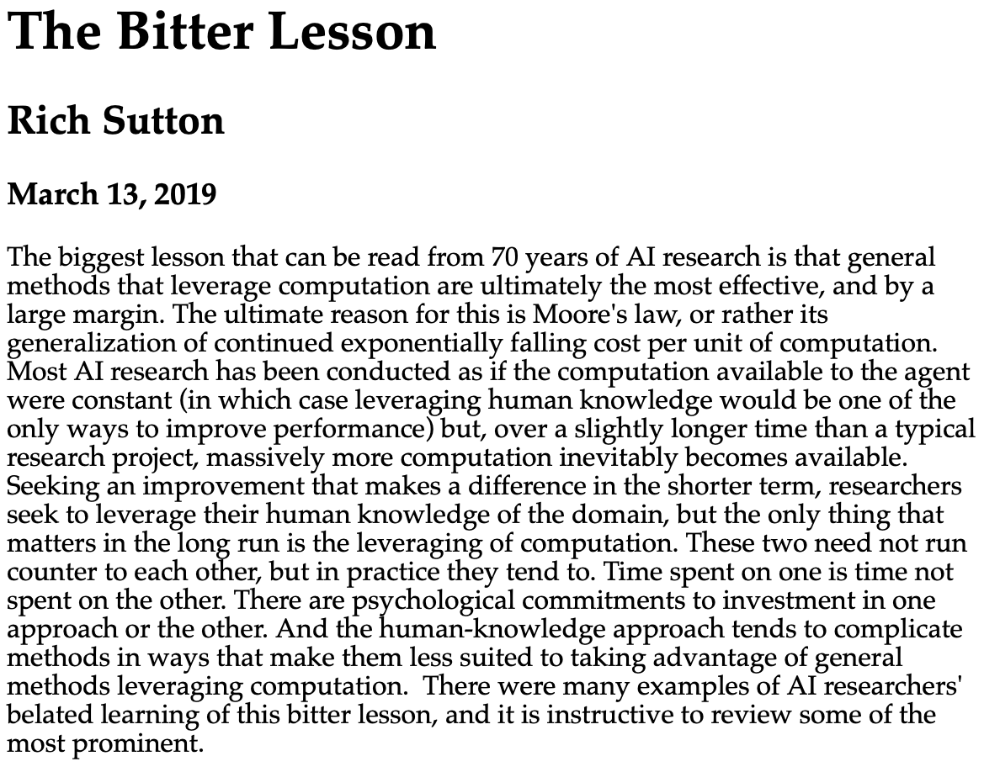 The Bitter Lesson
Rich Sutton
March 13, 2019
The biggest lesson that can be read from 70 years of AI research is that general
methods that leverage computation are ultimately the most effective, and by a
large margin. The ultimate reason for this is Moore's law, or rather its
generalization of continued exponentially falling cost per unit of computation.
Most AI research has been conducted as if the computation available to the agent
were constant (in which case leveraging human knowledge would be one of the
only ways to improve performance) but, over a slightly longer time than a typical
research project, massively more computation inevitably becomes available.
Seeking an improvement that makes a difference in the shorter term, researchers
seek to leverage their human knowledge of the domain, but the only thing that
matters in the long run is the leveraging of computation. These two need not run
counter to each other, but in practice they tend to. Time spent on one is time not
spent on the other. There are psychological commitments to investment in one
approach or the other. And the human-knowledge approach tends to complicate
methods in ways that make them less suited to taking advantage of general
methods leveraging computation.  There were many examples of AI researchers'
belated learning of this bitter lesson, and it is instructive to review some of the
most prominent.